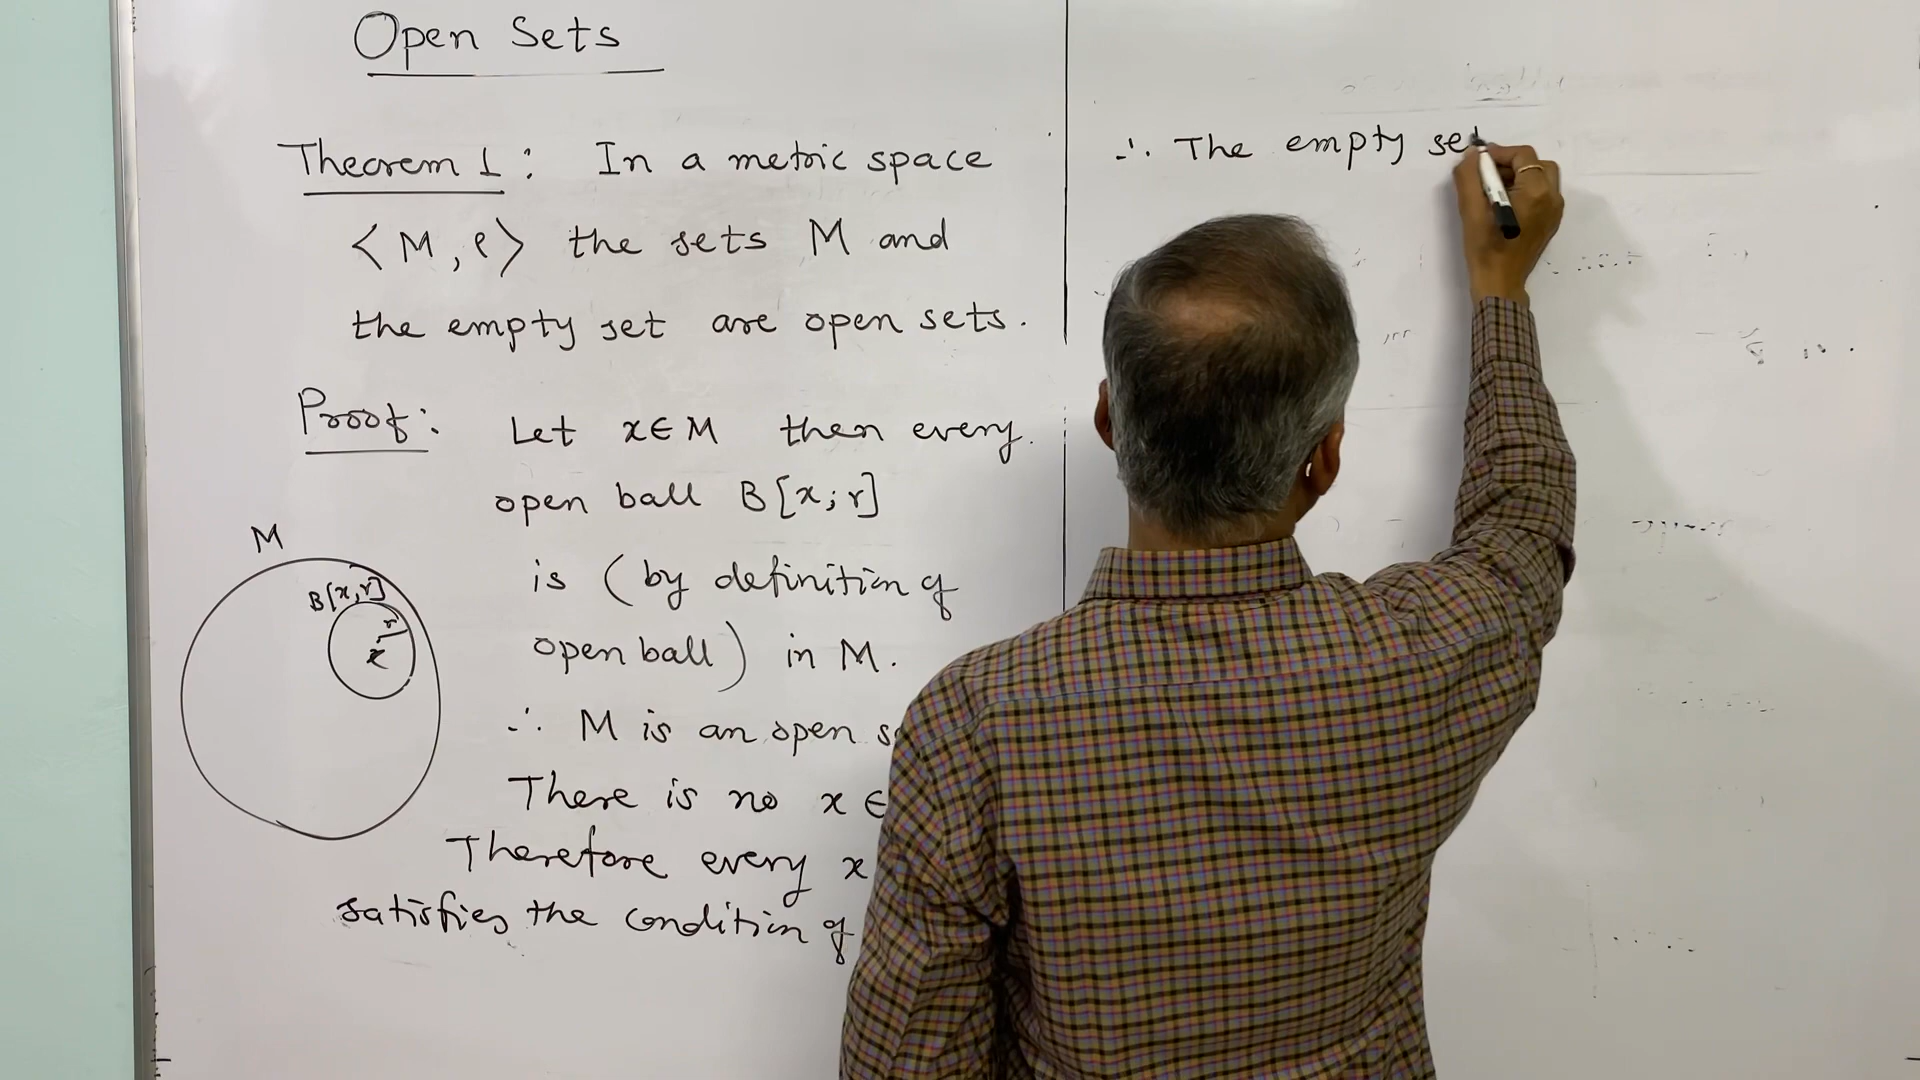 Open Sets
Theorem 1: In a metric space
<M, ρ> the sets M and
the empty set are open sets.
Proof: Let x∈M then every
open ball B[x; r]
is (by definition of
open ball) in M.
∴ M is an open
There is no x ∈
Therefore every x
satisfies the condition of
M
B[x, r]
r
x
∴ The empty set